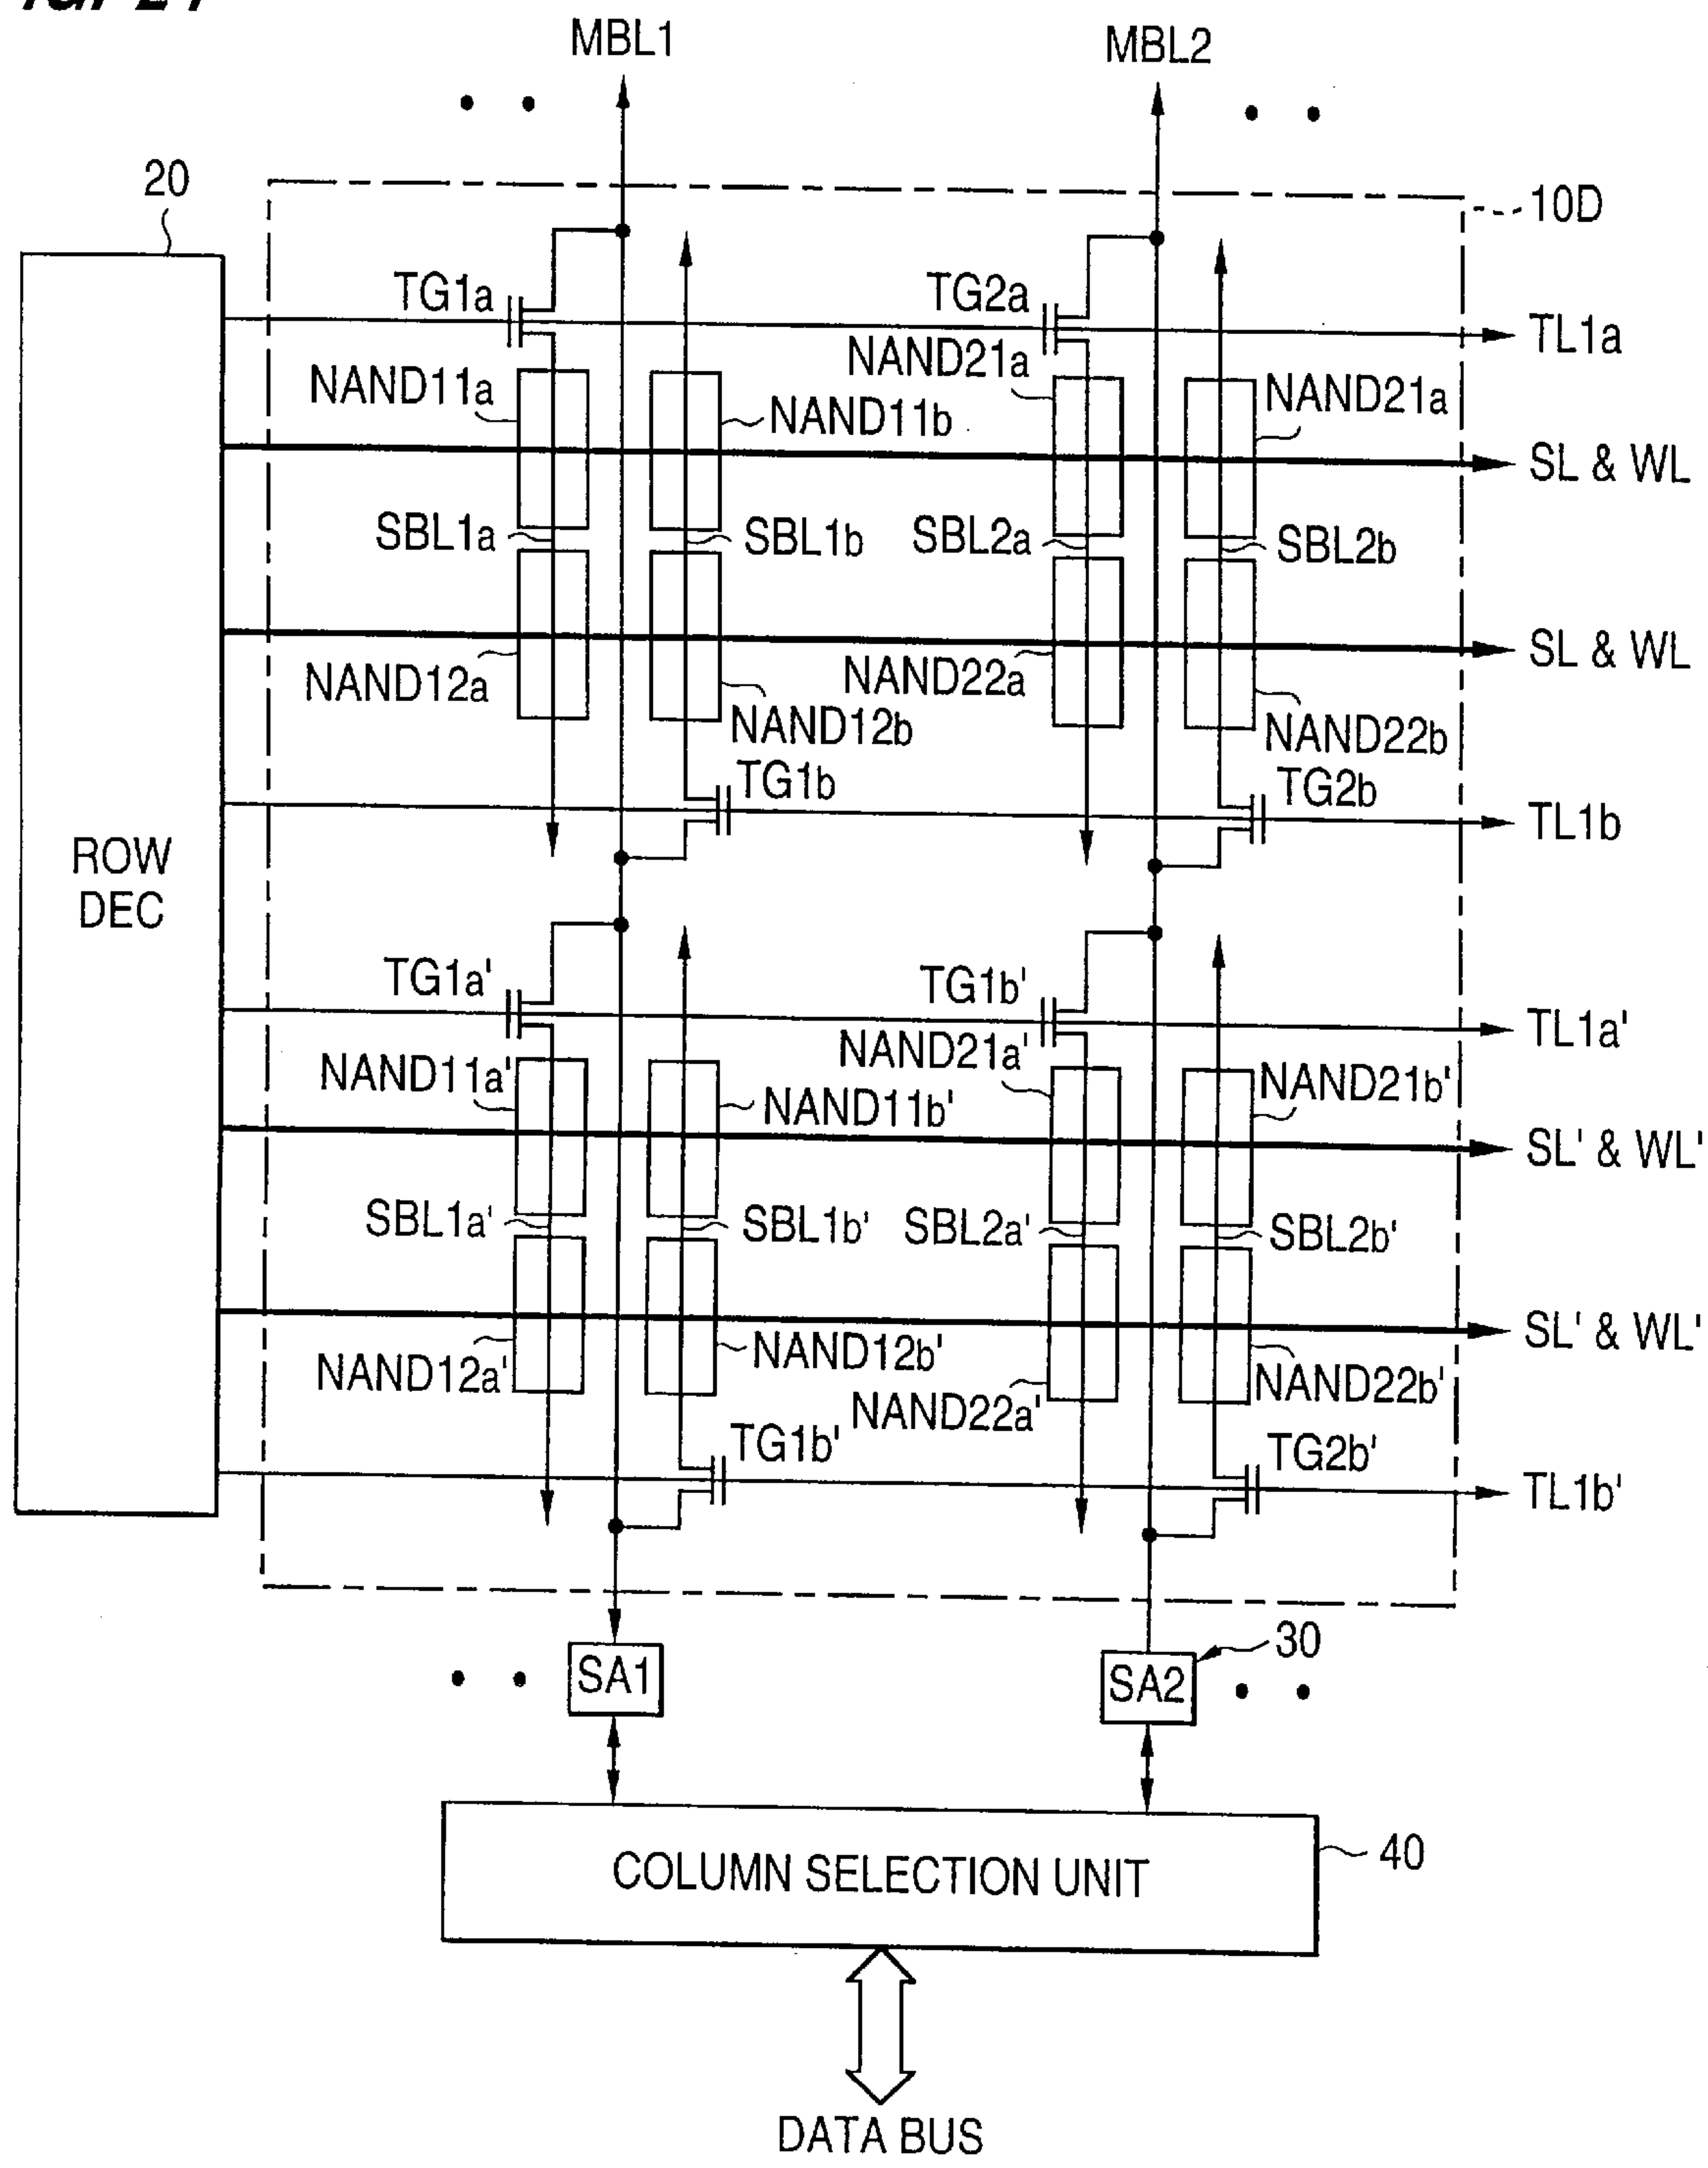 MBL1
MBL2
20
10D
TG1a
TG2a
TL1a
NAND11a
NAND11b
NAND21a
NAND21a
SL & WL
SBL1a
SBL1b
SBL2a
SBL2b
SL & WL
NAND12a
NAND12b
NAND22a
NAND22b
TG1b
TG2b
TL1b
ROW
DEC
TG1a'
TG1b'
TL1a'
NAND11a'
NAND11b'
NAND21a'
NAND21b'
SL' & WL'
SBL1a'
SBL1b'
SBL2a'
SBL2b'
SL' & WL'
NAND12a'
NAND12b'
NAND22a'
NAND22b'
TG1b'
TG2b'
TL1b'
SA1
SA2
30
COLUMN SELECTION UNIT
40
DATA BUS